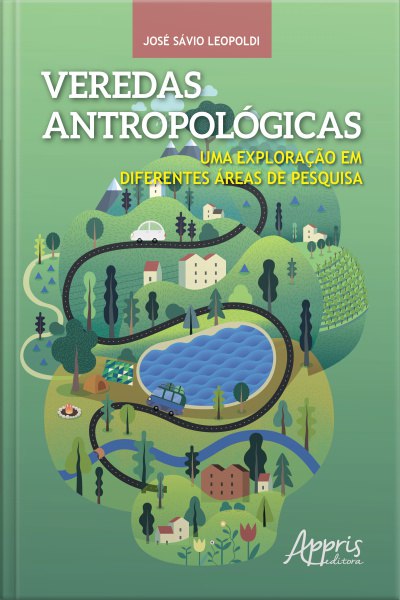 JOSÉ SÁVIO LEOPOLDI
VEREDAS
ANTROPOLÓGICAS
UMA EXPLORAÇÃO EM
DIFERENTES ÁREAS DE PESQUISA
Appris
editora